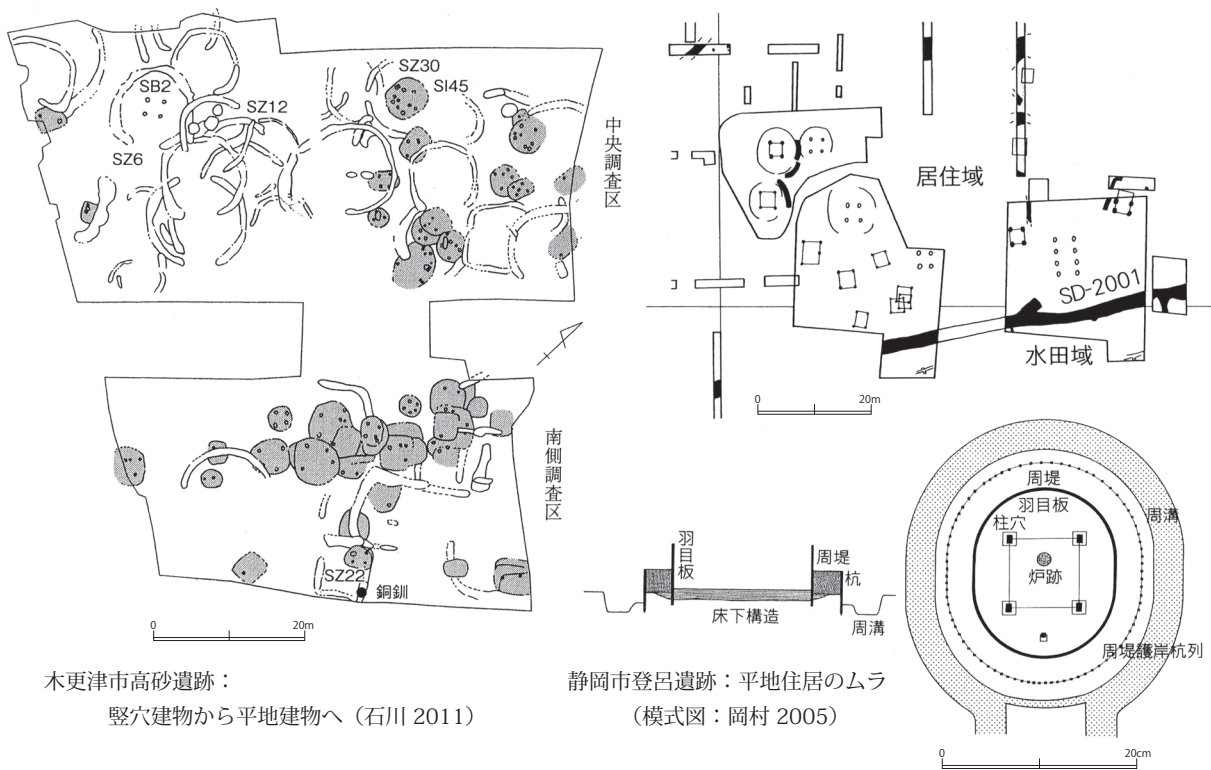 SZ30
SI45
SB2
SZ12
SZ6
中央調査区
南側調査区
SZ22
銅釧
0 20m
木更津市高砂遺跡：
竪穴建物から平地建物へ（石川 2011）
居住域
SD-2001
水田域
0 20m
羽目板
周堤
杭
床下構造
周溝
周堤
羽目板
柱穴
周溝
炉跡
周堤護岸杭列
0 20cm
静岡市登呂遺跡：平地住居のムラ
（模式図：岡村 2005）